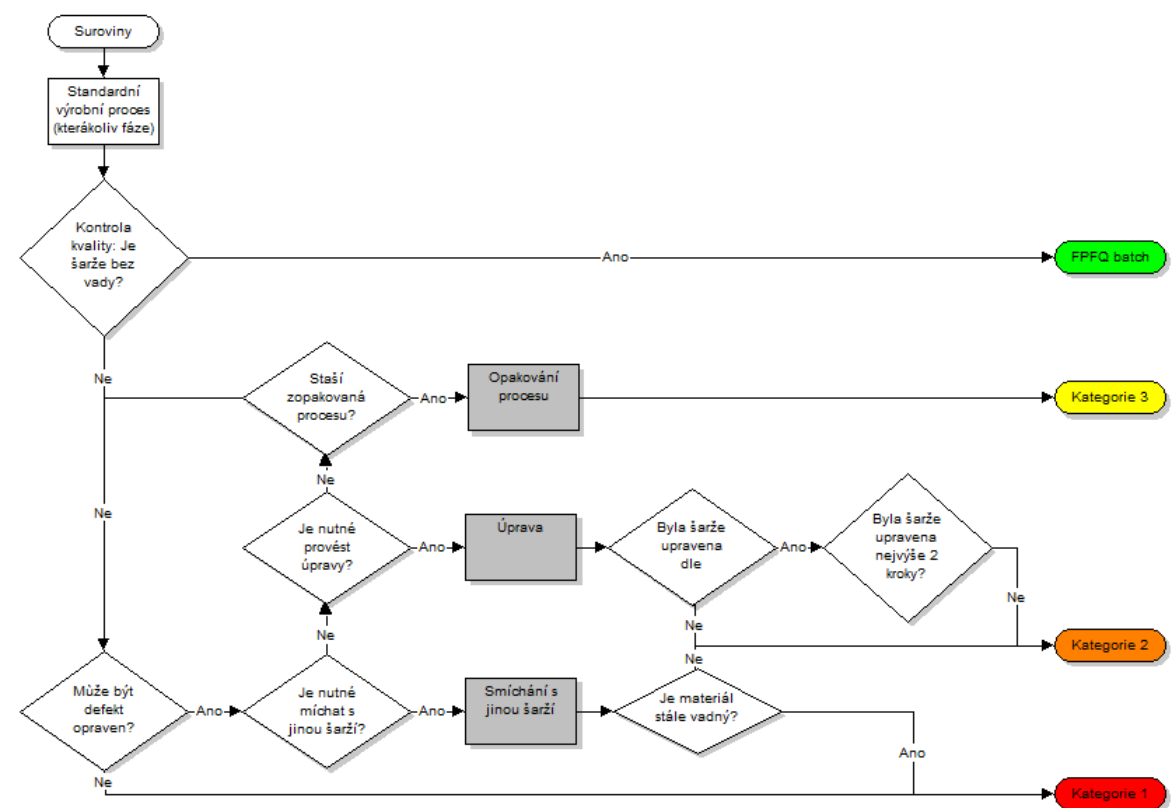 Suroviny
Standardní
výrobní proces
(kterákoliv fáze)
Kontrola
kvality: Je
šarže bez
vady?
Ano
FPFQ batch
Ne
Staší
zopakovaná
procesu?
Ano
Opakování
procesu
Kategorie 3
Ne
Ne
Je nutné
provést
úpravy?
Ano
Úprava
Byla šarže
upravena
dle
Ano
Byla šarže
upravena
nejvýše 2
kroky?
Ne
Ne
Ne
Kategorie 2
Ne
Může být
defekt
opraven?
Ano
Je nutné
míchat s
jinou šarží?
Ano
Smíchání s
jinou šarží
Je materiál
stále vadný?
Ano
Ne
Kategorie 1